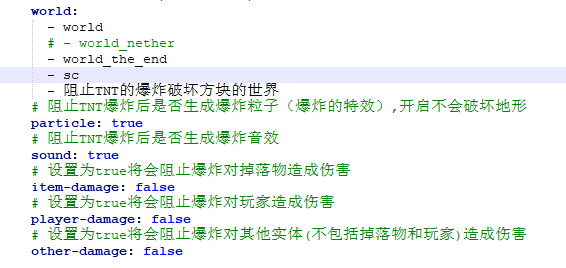 world:
- world
# - world_nether
- world_the_end
- sc
- 阻止TNT的爆炸破坏方块的世界
# 阻止TNT爆炸后是否生成爆炸粒子（爆炸的特效）,开启不会破坏地形
particle: true
# 阻止TNT爆炸后是否生成爆炸音效
sound: true
# 设置为true将会阻止爆炸对掉落物造成伤害
item-damage: false
# 设置为true将会阻止爆炸对玩家造成伤害
player-damage: false
# 设置为true将会阻止爆炸对其他实体(不包括掉落物和玩家)造成伤害
other-damage: false